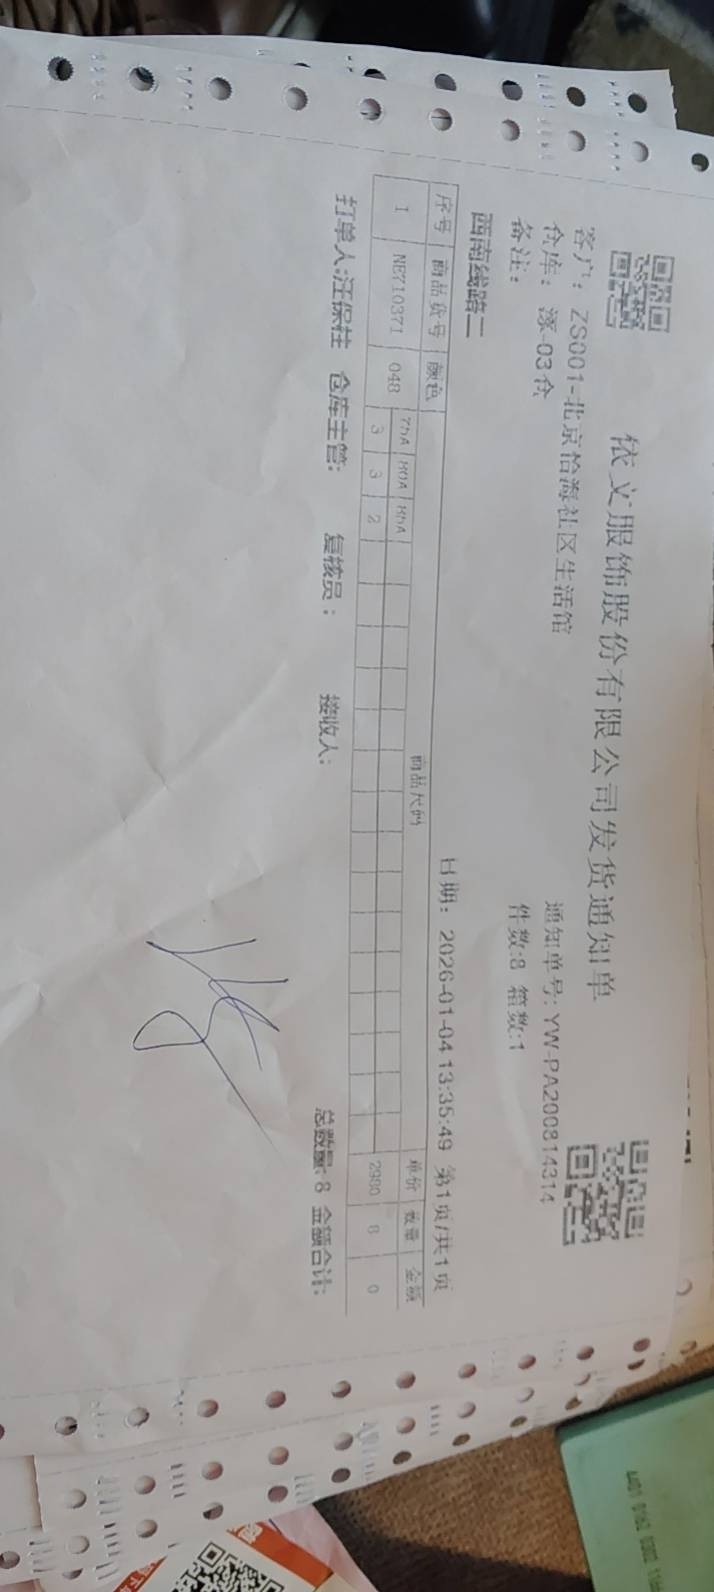 依文服饰股份有限公司发货通知单
客户：ZS001-北京怡海社区生活馆 通知单号:YW-PA200814314
仓库：涿-03仓 件数:8 箱数:1
备注：
西南线路二 日期：2026-01-04 13:35:49 第1页/共1页
序号 商品货号 颜色 商品尺码 单价 数量 金额
75A 80A 85A
1 NE710371 048 3 3 2 2980 8 0
打单人:汪保柱 仓库主管: 复核员： 接收人: 总数量:8 金额合计: